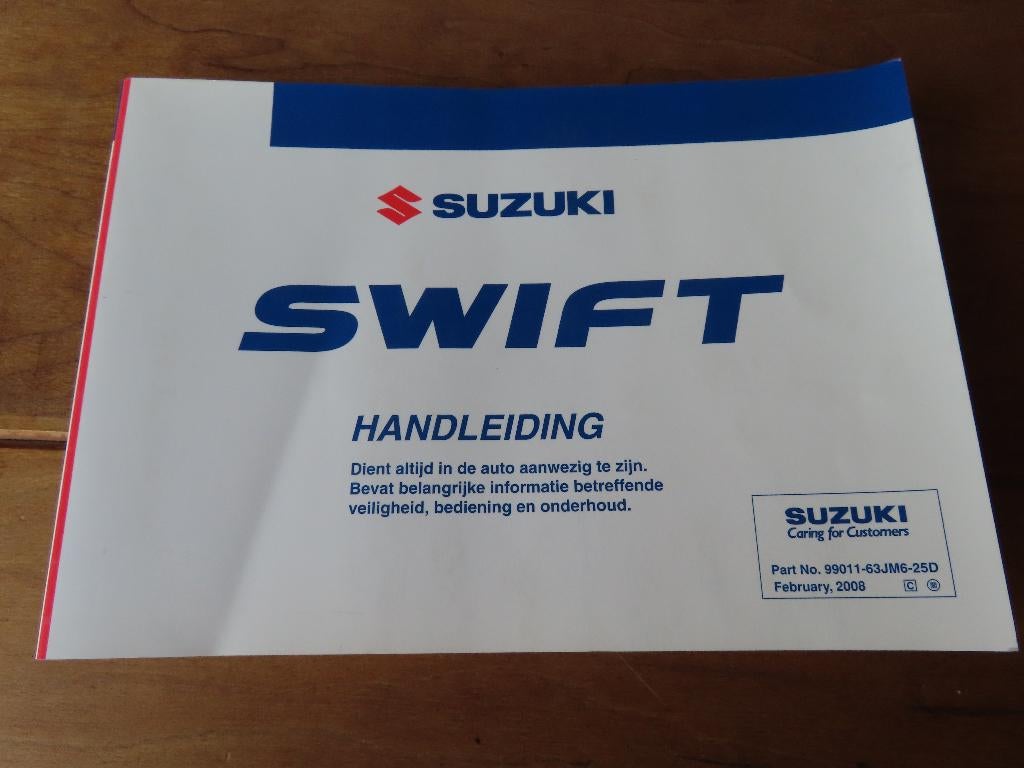 SUZUKI
SWIFT
HANDLEIDING
Dient altijd in de auto aanwezig te zijn.
Bevat belangrijke informatie betreffende
veiligheid, bediening en onderhoud.
SUZUKI
Caring for Customers
Part No. 99011-63JM6-25D
February, 2008 C